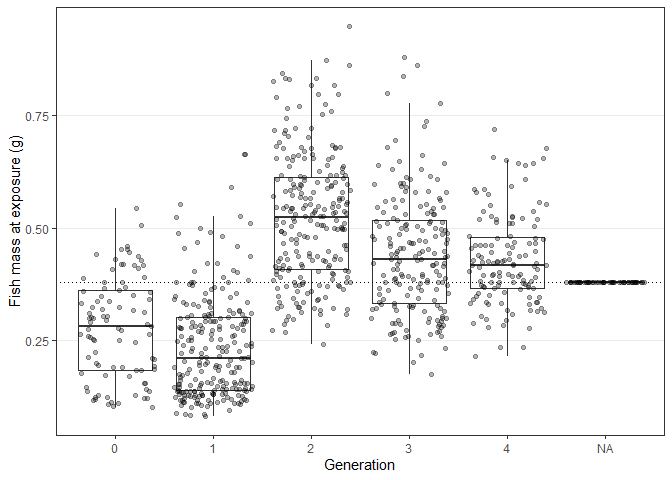 Fish mass at exposure (g)
0.75
0.50
0.25
0 1 2 3 4 NA
Generation